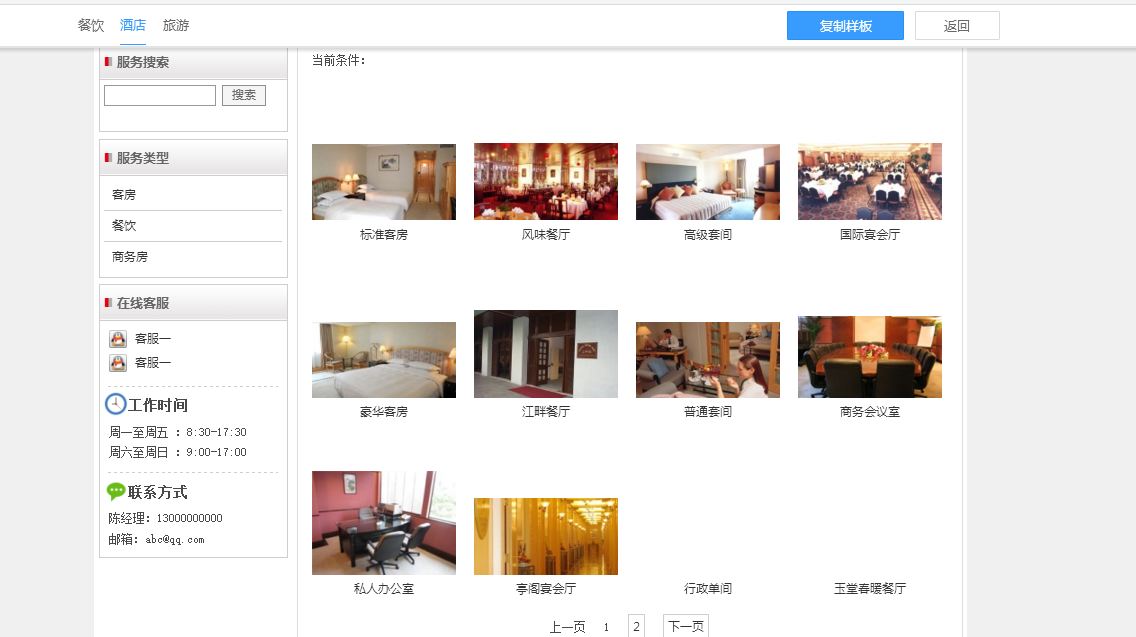 餐饮 酒店 旅游 复制样板 返回
服务搜索
搜索
服务类型
客房
餐饮
商务房
在线客服
客服一
客服一
工作时间
周一至周五 : 8:30-17:30
周六至周日 : 9:00-17:00
联系方式
陈经理: 13000000000
邮箱: abc@qq.com
当前条件:
标准客房 风味餐厅 高级套间 国际宴会厅
豪华客房 江畔餐厅 普通套间 商务会议室
私人办公室 亭阁宴会厅 行政单间 玉堂春暖餐厅
上一页 1 2 下一页